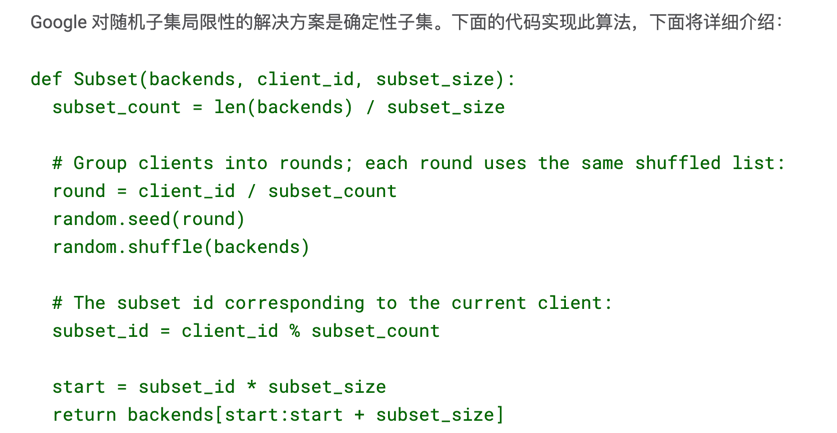 Google 对随机子集局限性的解决方案是确定性子集。下面的代码实现此算法，下面将详细介绍：
def Subset(backends, client_id, subset_size):
  subset_count = len(backends) / subset_size
  # Group clients into rounds; each round uses the same shuffled list:
  round = client_id / subset_count
  random.seed(round)
  random.shuffle(backends)
  # The subset id corresponding to the current client:
  subset_id = client_id % subset_count
  start = subset_id * subset_size
  return backends[start:start + subset_size]